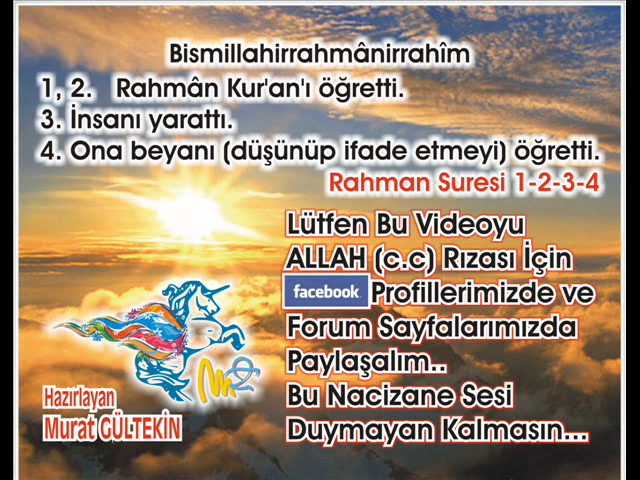 Bismillahirrahmânirrahîm
1, 2. Rahmân Kur'an'ı öğretti.
3. İnsanı yarattı.
4. Ona beyanı (düşünüp ifade etmeyi) öğretti.
Rahman Suresi 1-2-3-4
Lütfen Bu Videoyu
ALLAH (c.c) Rızası İçin
facebook Profillerimizde ve
Forum Sayfalarımızda
Paylaşalım..
Bu Nacizane Sesi
Duymayan Kalmasın...
Hazırlayan
Murat GÜLTEKİN